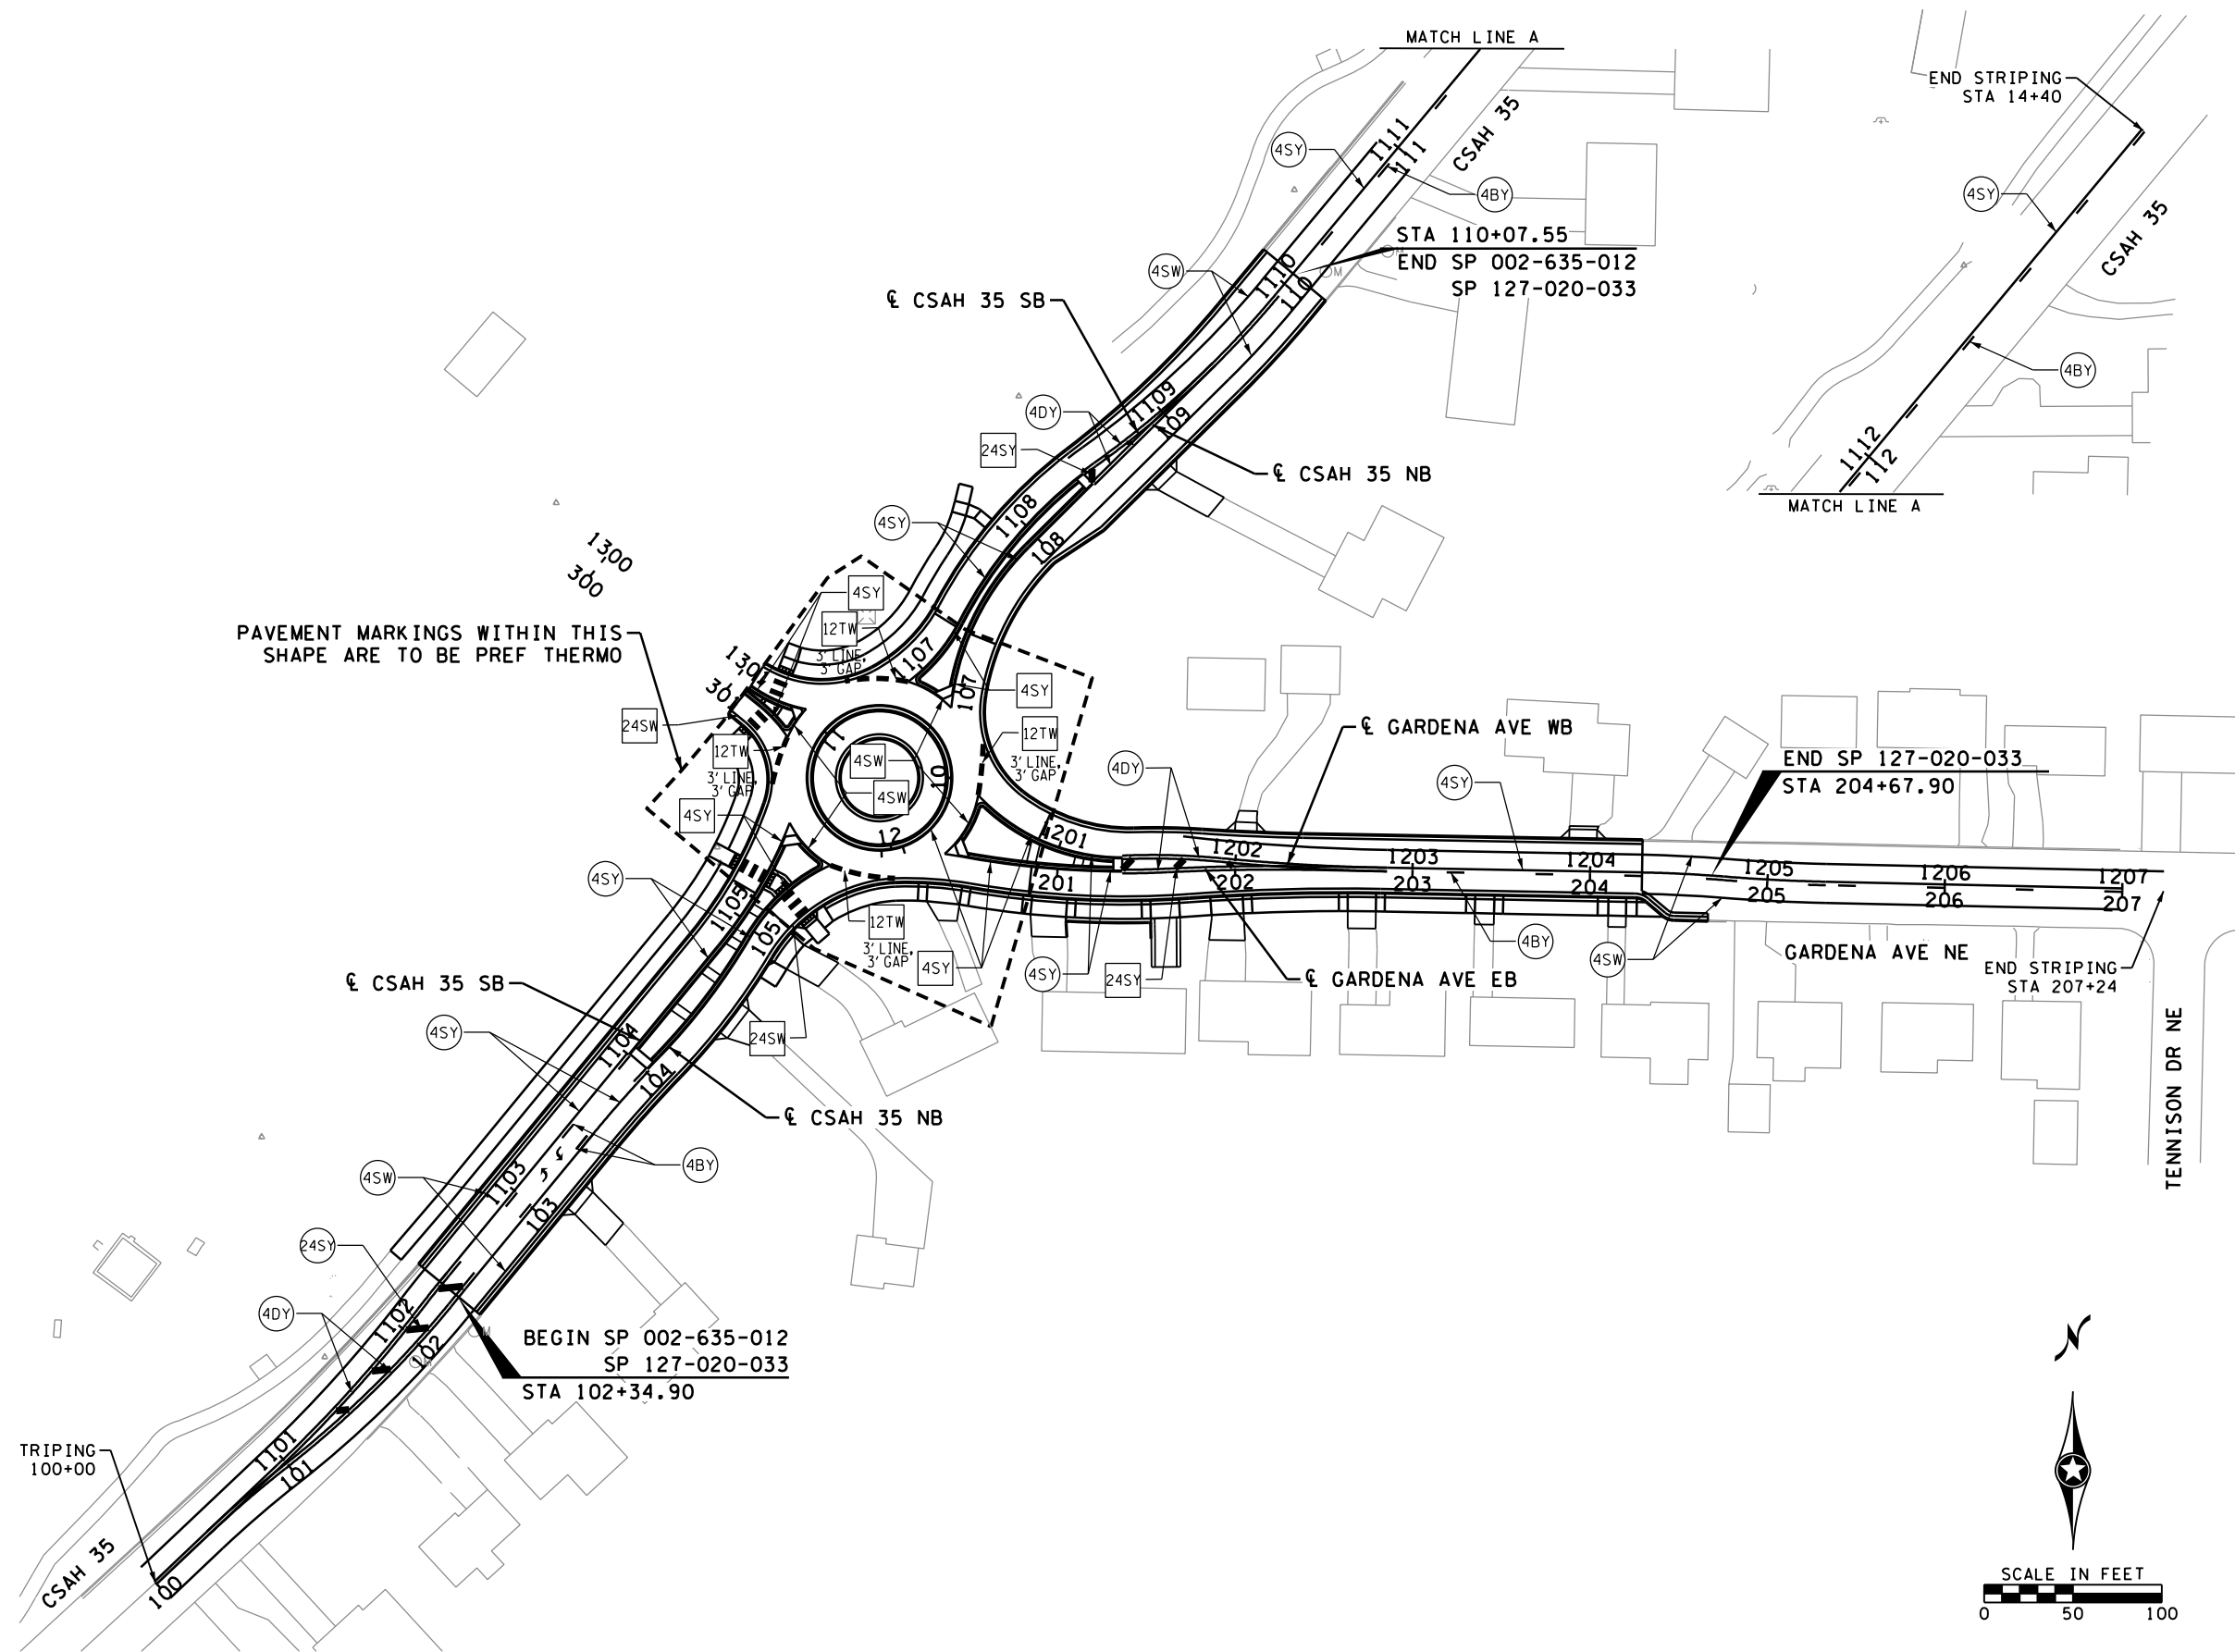 MATCH LINE A
END STRIPING
STA 14+40
CSAH 35
1111
111
4SY
4BY
4SY
CSAH 35
STA 110+07.55
END SP 002-635-012
SP 127-020-033
4SW
1110
110
℄ CSAH 35 SB
M
M
4BY
4DY
1109
109
24SY
1112
112
℄ CSAH 35 NB
MATCH LINE A
4SY
1108
108
1300
300
4SY
12TW
3' LINE,
3' GAP
PAVEMENT MARKINGS WITHIN THIS
SHAPE ARE TO BE PREF THERMO
1107
107
4SY
1301
301
24SW
12TW
3' LINE,
3' GAP
12TW
3' LINE,
3' GAP
11
10
12
4SW
4SW
℄ GARDENA AVE WB
4DY
4SY
END SP 127-020-033
STA 204+67.90
4SY
4SY
1105
105
201
1202
1203
1204
1205
1206
1207
201
202
203
204
205
206
207
12TW
3' LINE,
3' GAP
4SY
4SY
24SY
℄ GARDENA AVE EB
4BY
4SW
GARDENA AVE NE
END STRIPING
STA 207+24
TENNISON DR NE
℄ CSAH 35 SB
24SW
4SY
1104
104
℄ CSAH 35 NB
4BY
4SW
1103
103
24SY
4DY
1102
102
M
BEGIN SP 002-635-012
SP 127-020-033
STA 102+34.90
TRIPING
100+00
1101
101
CSAH 35
100
N
SCALE IN FEET
0 50 100